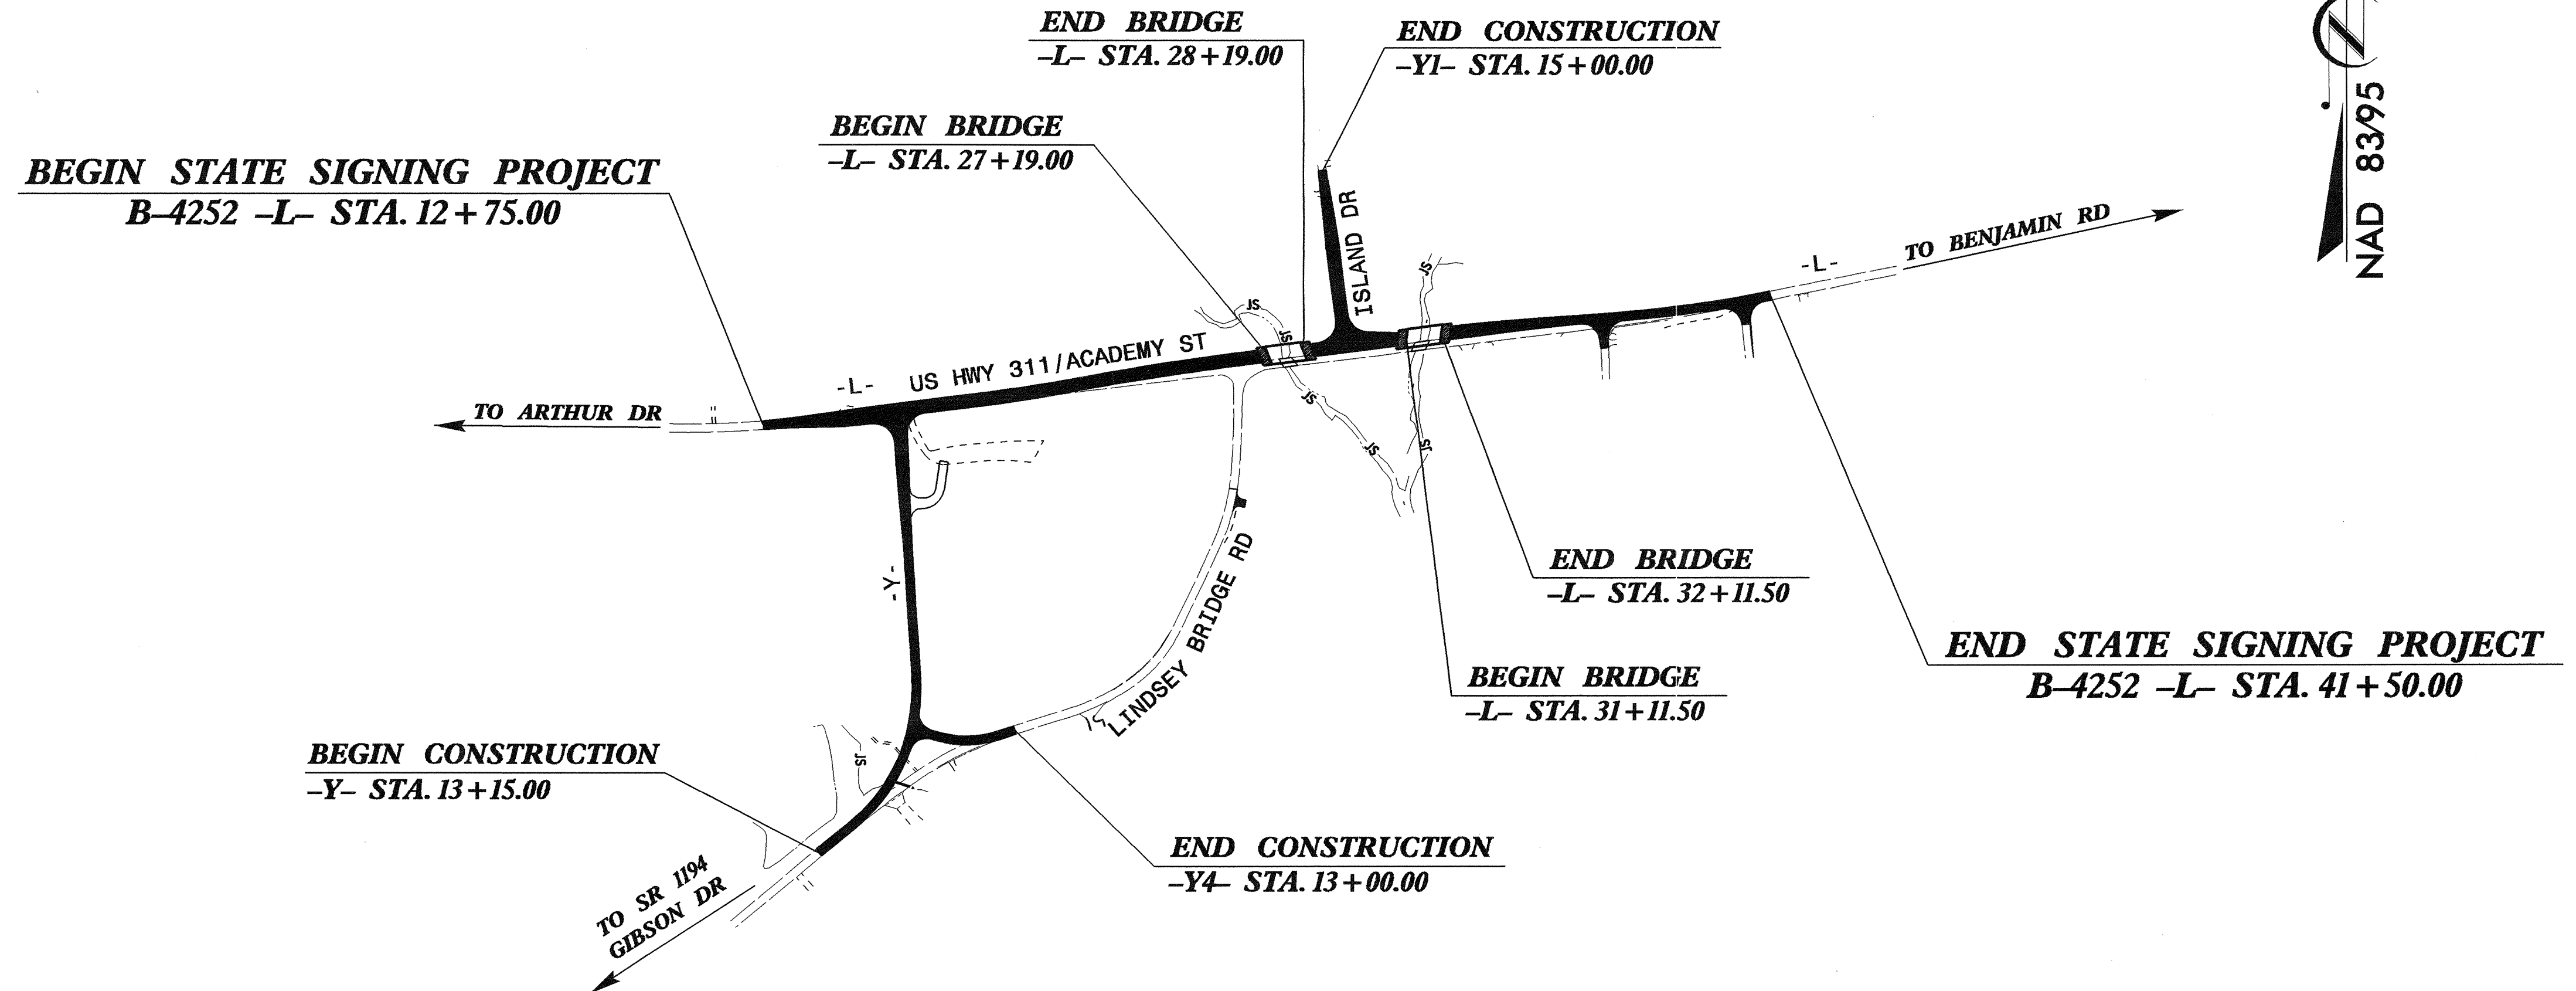 END BRIDGE
–L– STA. 28+19.00
END CONSTRUCTION
–Y1– STA. 15+00.00
BEGIN BRIDGE
–L– STA. 27+19.00
BEGIN STATE SIGNING PROJECT
B–4252 –L– STA. 12+75.00
NAD 83/95
ISLAND DR
TO BENJAMIN RD
-L-
JS
JS
JS
US HWY 311/ACADEMY ST
-L-
TO ARTHUR DR
JS
JS
JS
-Y-
LINDSEY BRIDGE RD
END BRIDGE
–L– STA. 32+11.50
END STATE SIGNING PROJECT
B–4252 –L– STA. 41+50.00
BEGIN BRIDGE
–L– STA. 31+11.50
BEGIN CONSTRUCTION
–Y– STA. 13+15.00
JS
END CONSTRUCTION
–Y4– STA. 13+00.00
TO SR 1194
GIBSON DR